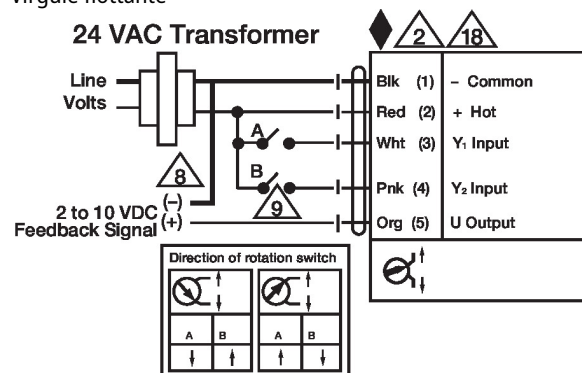 virgule flottante
24 VAC Transformer
2
18
Line
Volts
Blk (1) – Common
Red (2) + Hot
A
Wht (3) Y₁ Input
8
B
Pnk (4) Y₂ Input
9
2 to 10 VDC (–)
Feedback Signal (+)
Org (5) U Output
Direction of rotation switch
A B
A B